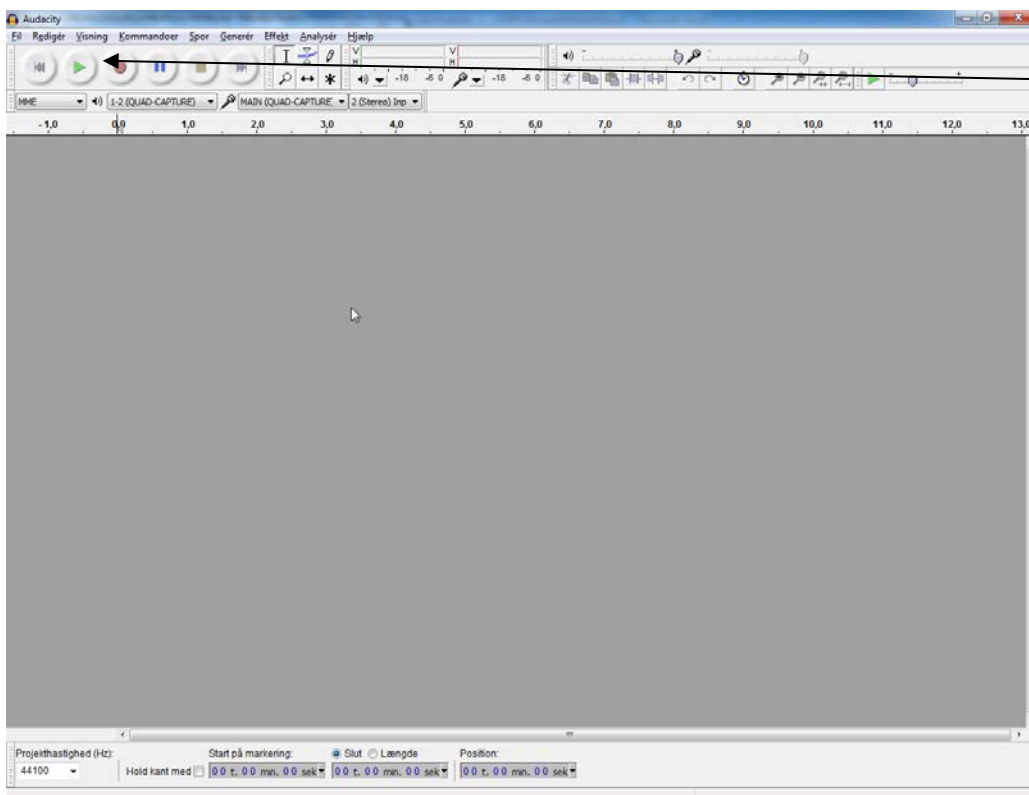 Audacity
Fil Redigér Visning Kommandoer Spor Generér Effekt Analysér Hjælp
V H V H
-18 -6 0 -18 -6 0
MME 1-2 (QUAD-CAPTURE) MAIN (QUAD-CAPTURE, 2 (Stereo) Inp
-1,0 0,0 1,0 2,0 3,0 4,0 5,0 6,0 7,0 8,0 9,0 10,0 11,0 12,0 13,0
Projekthastighed (Hz): Start på markering: Slut Længde Position:
44100 Hold kant med 00 t. 00 mn. 00 sek 00 t. 00 mn. 00 sek 00 t. 00 mn. 00 sek